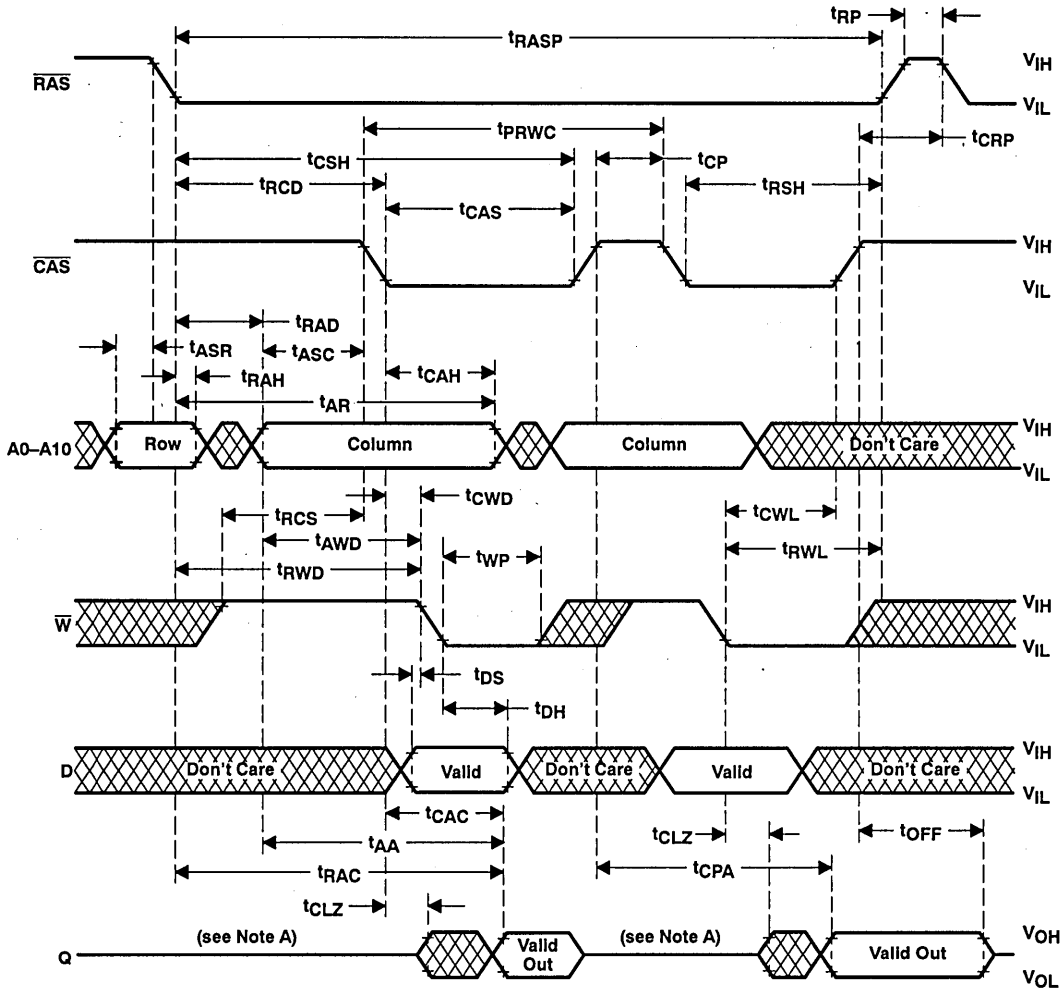 tRP
tRASP
RAS
VIH
VIL
tPRWC
tCRP
tCSH
tCP
tRCD
tRSH
tCAS
CAS
VIH
VIL
tRAD
tASR
tASC
tRAH
tCAH
tAR
A0–A10
Row
Column
Column
Don't Care
VIH
VIL
tCWD
tRCS
tCWL
tAWD
tWP
tRWL
tRWD
W
VIH
VIL
tDS
tDH
D
Don't Care
Valid
Don't Care
Valid
Don't Care
VIH
VIL
tCAC
tCLZ
tOFF
tAA
tCPA
tRAC
tCLZ
Q
(see Note A)
Valid
Out
(see Note A)
Valid Out
VOH
VOL